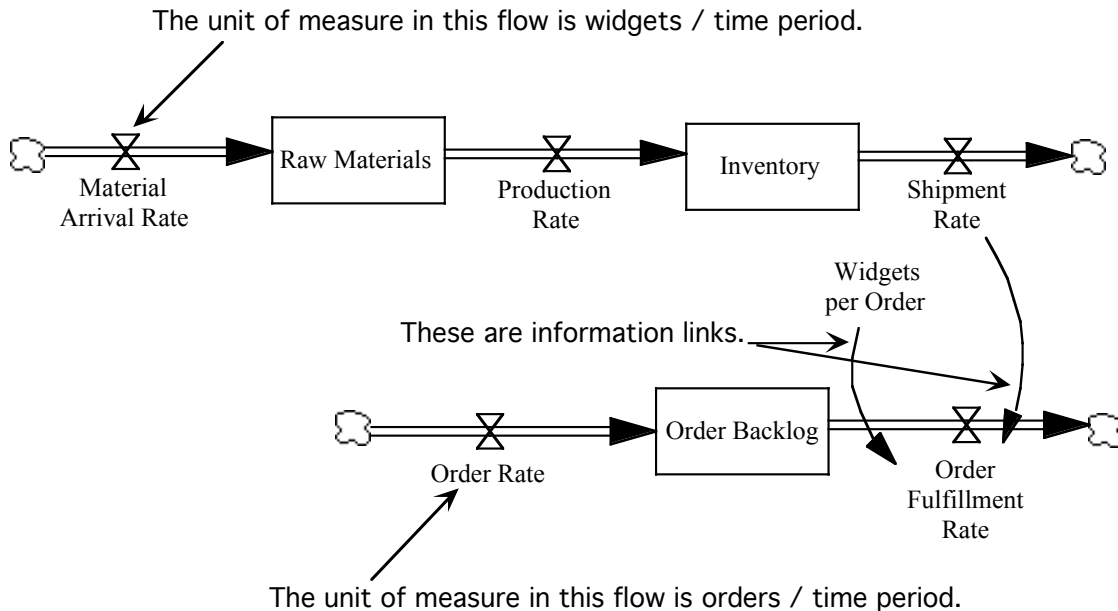 The unit of measure in this flow is widgets / time period.
Raw Materials
Inventory
Material
Arrival Rate
Production
Rate
Shipment
Rate
Widgets
per Order
These are information links.
Order Backlog
Order Rate
Order
Fulfillment
Rate
The unit of measure in this flow is orders / time period.